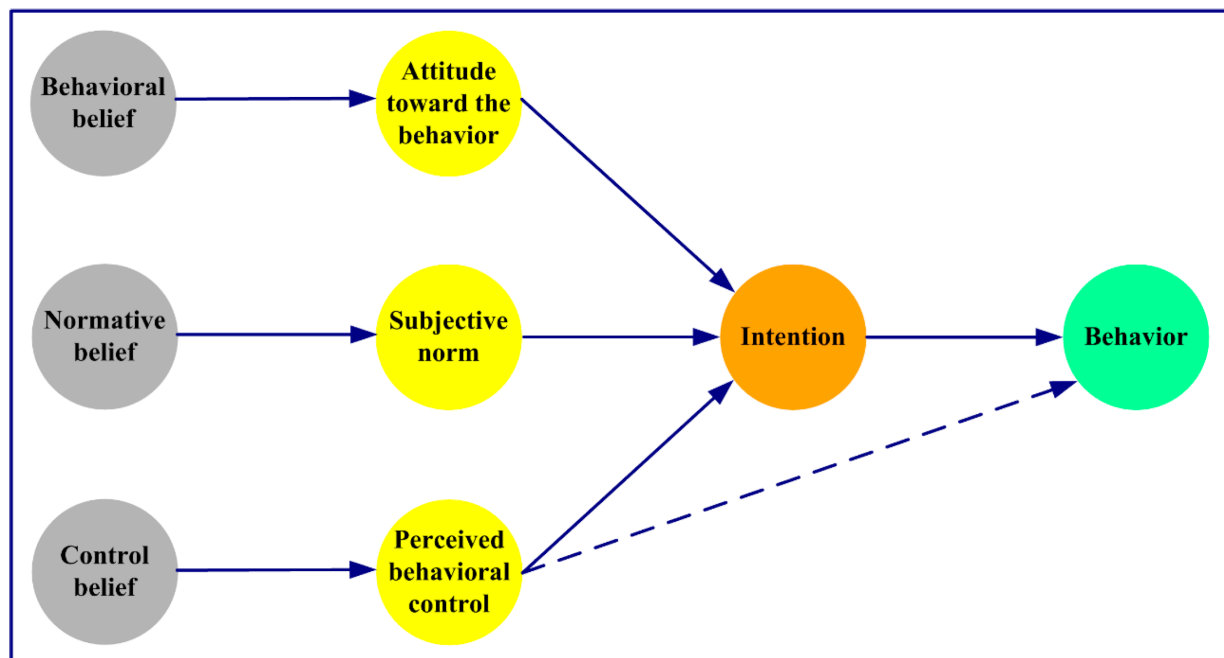 Behavioral
belief
Attitude
toward the
behavior
Normative
belief
Subjective
norm
Intention
Behavior
Control
belief
Perceived
behavioral
control